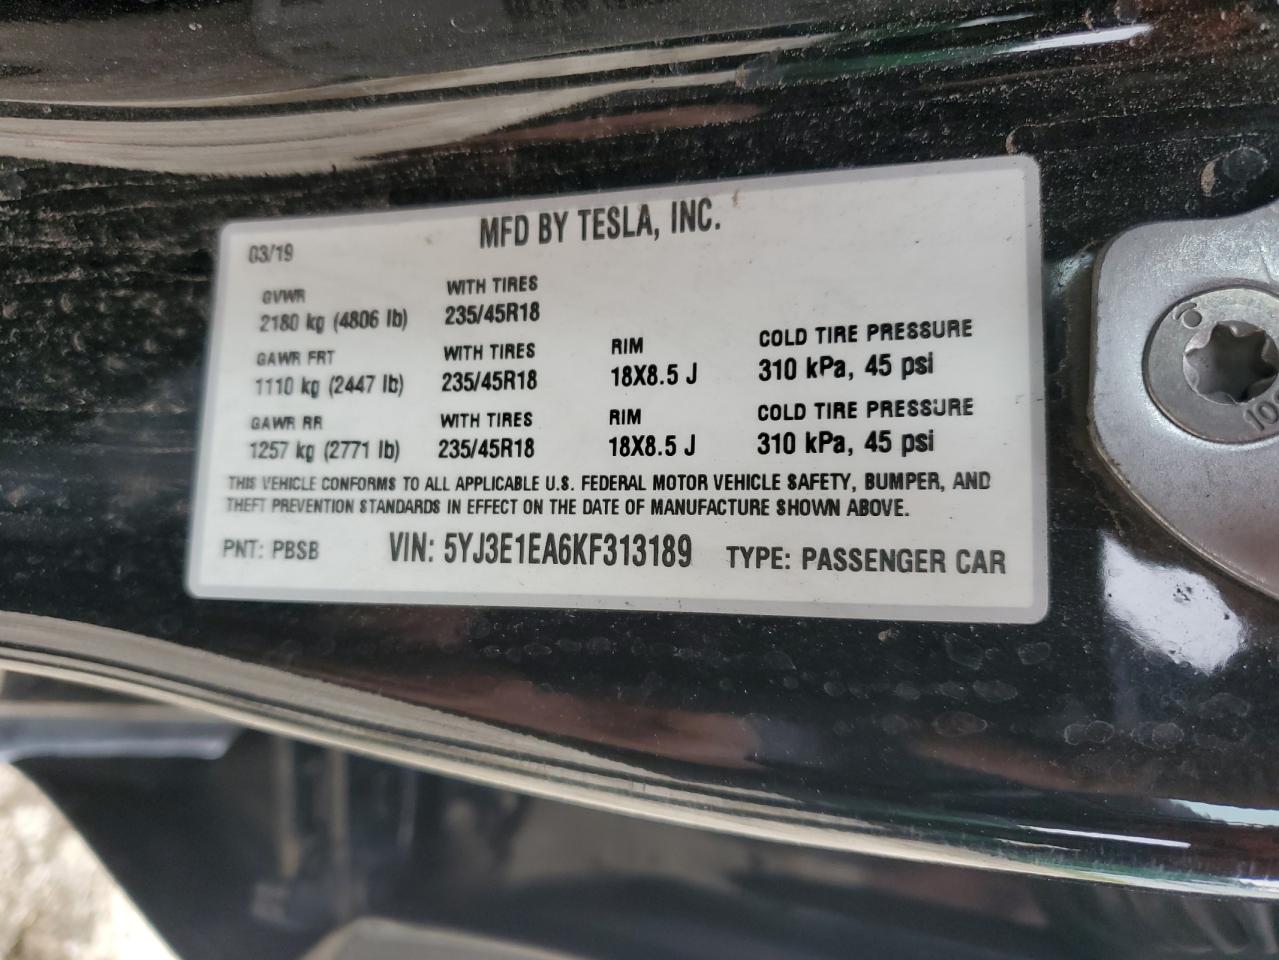 MFD BY TESLA, INC.
03/19
GVWR WITH TIRES
2180 kg (4806 lb) 235/45R18
GAWR FRT WITH TIRES RIM COLD TIRE PRESSURE
1110 kg (2447 lb) 235/45R18 18X8.5 J 310 kPa, 45 psi
GAWR RR WITH TIRES RIM COLD TIRE PRESSURE
1257 kg (2771 lb) 235/45R18 18X8.5 J 310 kPa, 45 psi
THIS VEHICLE CONFORMS TO ALL APPLICABLE U.S. FEDERAL MOTOR VEHICLE SAFETY, BUMPER, AND
THEFT PREVENTION STANDARDS IN EFFECT ON THE DATE OF MANUFACTURE SHOWN ABOVE.
PNT: PBSB VIN: 5YJ3E1EA6KF313189 TYPE: PASSENGER CAR